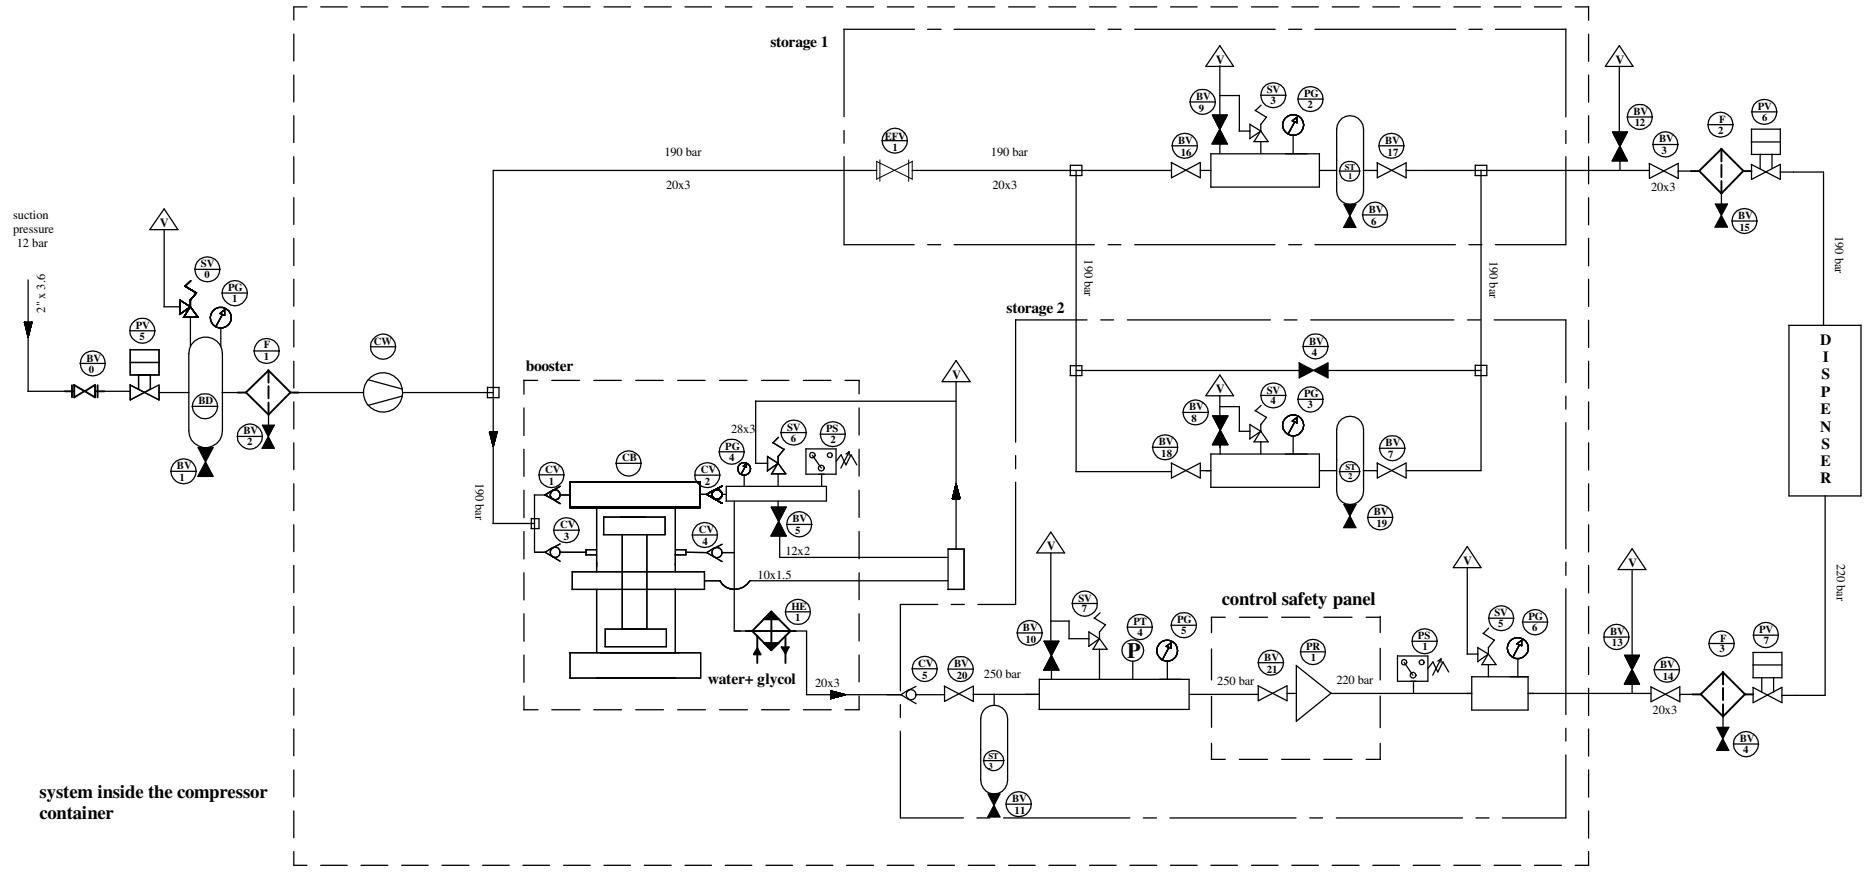 storage 1
V
BV
9
SV
3
PG
2
V
BV
12
BV
3
F
2
PV
6
EFV
1
190 bar
20x3
190 bar
20x3
BV
16
ST
1
BV
17
BV
6
20x3
BV
15
suction
pressure
12 bar
2" x 3.6
V
SV
0
PG
1
PV
5
BV
0
F
1
BD
BV
1
BV
2
CW
190 bar
190 bar
190 bar
storage 2
BV
4
V
BV
8
SV
4
PG
3
BV
18
ST
2
BV
7
BV
19
DISPENSER
booster
V
28x3
SV
6
PS
2
PG
4
CB
CV
1
CV
2
190 bar
CV
3
CV
4
BV
5
12x2
10x1.5
HE
1
water+ glycol
20x3
CV
5
BV
20
250 bar
ST
3
BV
11
V
BV
10
SV
7
PT
4
P
PG
5
250 bar
control safety panel
BV
21
PR
1
220 bar
PS
1
V
SV
5
PG
6
V
BV
13
BV
14
20x3
F
3
PV
7
BV
4
220 bar
system inside the compressor
container